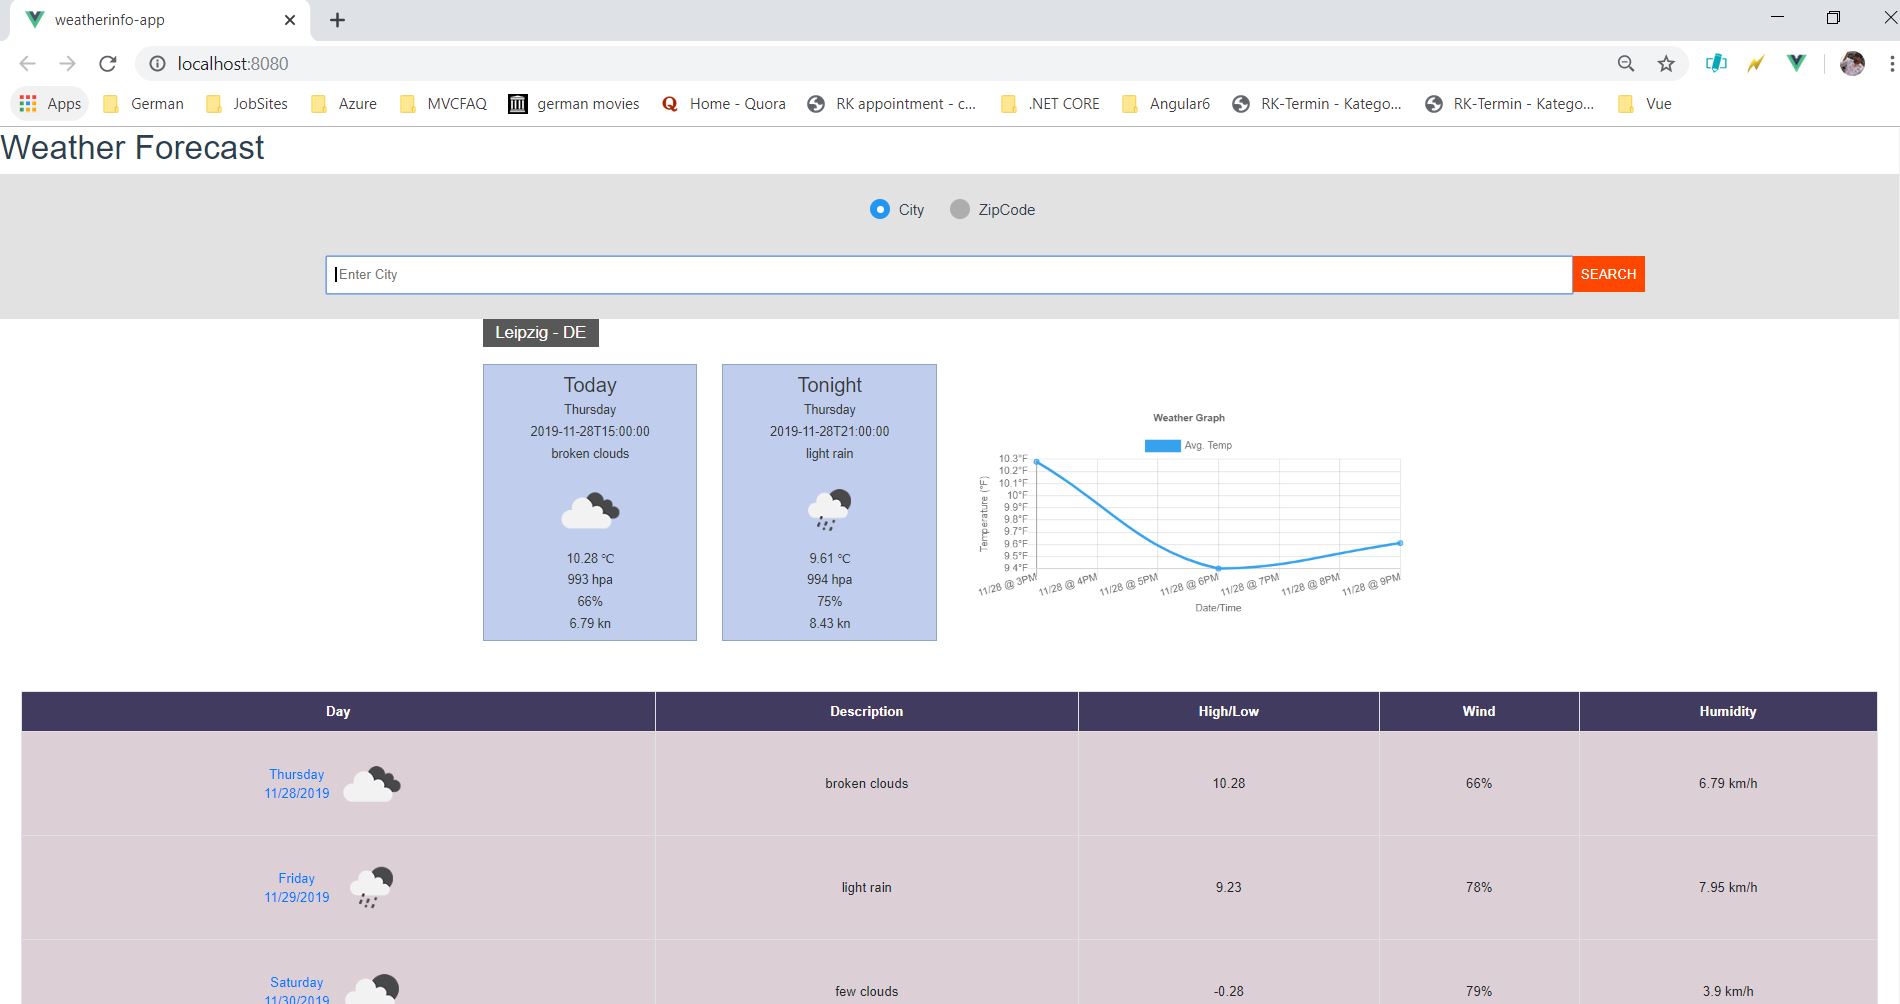 weatherinfo-app
localhost:8080
Apps German JobSites Azure MVCFAQ german movies Q Home - Quora RK appointment - c... .NET CORE Angular6 RK-Termin - Katego... RK-Termin - Katego... Vue
Weather Forecast
City ZipCode
Enter City SEARCH
Leipzig - DE
Today
Thursday
2019-11-28T15:00:00
broken clouds
10.28 °C
993 hpa
66%
6.79 kn
Tonight
Thursday
2019-11-28T21:00:00
light rain
9.61 °C
994 hpa
75%
8.43 kn
Weather Graph
Avg. Temp
Temperature (°F)
10.3°F
10.2°F
10.1°F
10°F
9.9°F
9.8°F
9.7°F
9.6°F
9.5°F
9.4°F
11/28 @ 3PM 11/28 @ 4PM 11/28 @ 5PM 11/28 @ 6PM 11/28 @ 7PM 11/28 @ 8PM 11/28 @ 9PM
Date/Time
Day Description High/Low Wind Humidity
Thursday
11/28/2019 broken clouds 10.28 66% 6.79 km/h
Friday
11/29/2019 light rain 9.23 78% 7.95 km/h
Saturday
11/30/2019 few clouds -0.28 79% 3.9 km/h